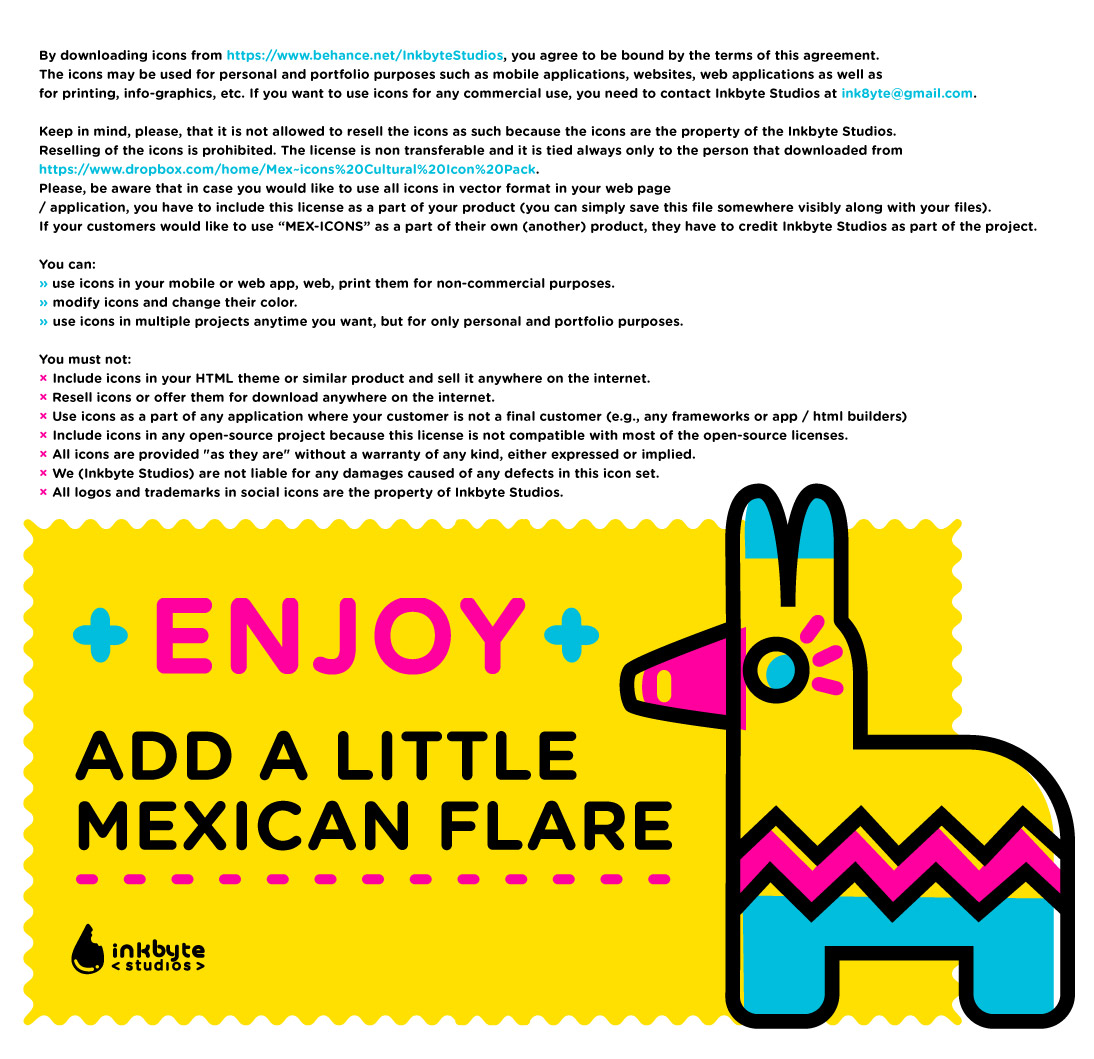 By downloading icons from https://www.behance.net/InkbyteStudios, you agree to be bound by the terms of this agreement.
The icons may be used for personal and portfolio purposes such as mobile applications, websites, web applications as well as
for printing, info-graphics, etc. If you want to use icons for any commercial use, you need to contact Inkbyte Studios at ink8yte@gmail.com.
Keep in mind, please, that it is not allowed to resell the icons as such because the icons are the property of the Inkbyte Studios.
Reselling of the icons is prohibited. The license is non transferable and it is tied always only to the person that downloaded from
https://www.dropbox.com/home/Mex-icons%20Cultural%20Icon%20Pack.
Please, be aware that in case you would like to use all icons in vector format in your web page
/ application, you have to include this license as a part of your product (you can simply save this file somewhere visibly along with your files).
If your customers would like to use “MEX-ICONS” as a part of their own (another) product, they have to credit Inkbyte Studios as part of the project.
You can:
» use icons in your mobile or web app, web, print them for non-commercial purposes.
» modify icons and change their color.
» use icons in multiple projects anytime you want, but for only personal and portfolio purposes.
You must not:
× Include icons in your HTML theme or similar product and sell it anywhere on the internet.
× Resell icons or offer them for download anywhere on the internet.
× Use icons as a part of any application where your customer is not a final customer (e.g., any frameworks or app / html builders)
× Include icons in any open-source project because this license is not compatible with most of the open-source licenses.
× All icons are provided "as they are" without a warranty of any kind, either expressed or implied.
× We (Inkbyte Studios) are not liable for any damages caused of any defects in this icon set.
× All logos and trademarks in social icons are the property of Inkbyte Studios.
ENJOY
ADD A LITTLE
MEXICAN FLARE
inkbyte
<studios>